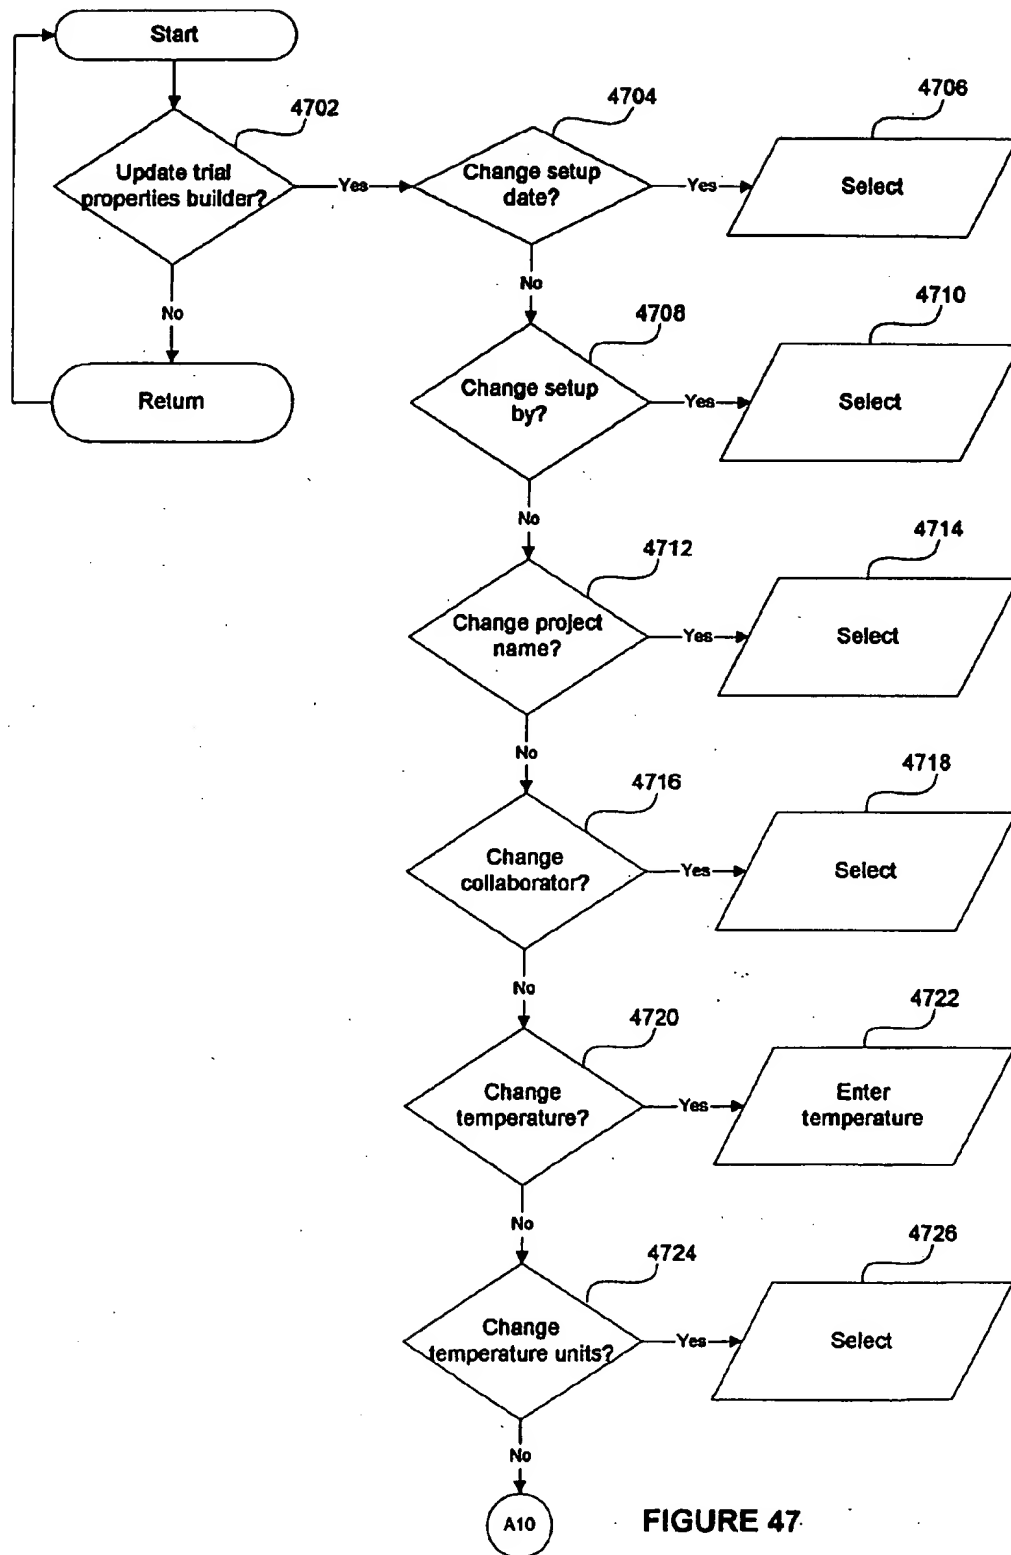 Start
4702
4704
4706
Update trial
properties builder?
Yes
Change setup
date?
Yes
Select
No
No
4708
4710
Return
Change setup
by?
Yes
Select
No
4712
4714
Change project
name?
Yes
Select
No
4716
4718
Change
collaborator?
Yes
Select
No
4720
4722
Change
temperature?
Yes
Enter
temperature
No
4724
4726
Change
temperature units?
Yes
Select
No
A10
FIGURE 47